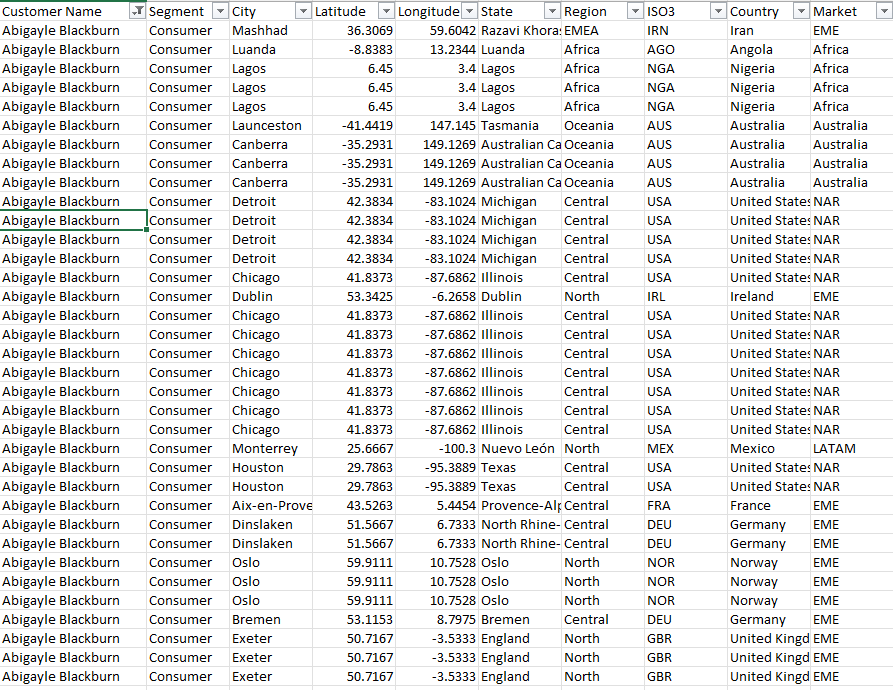 Customer Name Segment City Latitude Longitude State Region ISO3 Country Market
Abigayle Blackburn Consumer Mashhad 36.3069 59.6042 Razavi Khoras EMEA IRN Iran EME
Abigayle Blackburn Consumer Luanda -8.8383 13.2344 Luanda Africa AGO Angola Africa
Abigayle Blackburn Consumer Lagos 6.45 3.4 Lagos Africa NGA Nigeria Africa
Abigayle Blackburn Consumer Lagos 6.45 3.4 Lagos Africa NGA Nigeria Africa
Abigayle Blackburn Consumer Lagos 6.45 3.4 Lagos Africa NGA Nigeria Africa
Abigayle Blackburn Consumer Launceston -41.4419 147.145 Tasmania Oceania AUS Australia Australia
Abigayle Blackburn Consumer Canberra -35.2931 149.1269 Australian Ca Oceania AUS Australia Australia
Abigayle Blackburn Consumer Canberra -35.2931 149.1269 Australian Ca Oceania AUS Australia Australia
Abigayle Blackburn Consumer Canberra -35.2931 149.1269 Australian Ca Oceania AUS Australia Australia
Abigayle Blackburn Consumer Detroit 42.3834 -83.1024 Michigan Central USA United States NAR
Abigayle Blackburn Consumer Detroit 42.3834 -83.1024 Michigan Central USA United States NAR
Abigayle Blackburn Consumer Detroit 42.3834 -83.1024 Michigan Central USA United States NAR
Abigayle Blackburn Consumer Detroit 42.3834 -83.1024 Michigan Central USA United States NAR
Abigayle Blackburn Consumer Chicago 41.8373 -87.6862 Illinois Central USA United States NAR
Abigayle Blackburn Consumer Dublin 53.3425 -6.2658 Dublin North IRL Ireland EME
Abigayle Blackburn Consumer Chicago 41.8373 -87.6862 Illinois Central USA United States NAR
Abigayle Blackburn Consumer Chicago 41.8373 -87.6862 Illinois Central USA United States NAR
Abigayle Blackburn Consumer Chicago 41.8373 -87.6862 Illinois Central USA United States NAR
Abigayle Blackburn Consumer Chicago 41.8373 -87.6862 Illinois Central USA United States NAR
Abigayle Blackburn Consumer Chicago 41.8373 -87.6862 Illinois Central USA United States NAR
Abigayle Blackburn Consumer Chicago 41.8373 -87.6862 Illinois Central USA United States NAR
Abigayle Blackburn Consumer Chicago 41.8373 -87.6862 Illinois Central USA United States NAR
Abigayle Blackburn Consumer Monterrey 25.6667 -100.3 Nuevo León North MEX Mexico LATAM
Abigayle Blackburn Consumer Houston 29.7863 -95.3889 Texas Central USA United States NAR
Abigayle Blackburn Consumer Houston 29.7863 -95.3889 Texas Central USA United States NAR
Abigayle Blackburn Consumer Aix-en-Prove 43.5263 5.4454 Provence-Alp Central FRA France EME
Abigayle Blackburn Consumer Dinslaken 51.5667 6.7333 North Rhine- Central DEU Germany EME
Abigayle Blackburn Consumer Dinslaken 51.5667 6.7333 North Rhine- Central DEU Germany EME
Abigayle Blackburn Consumer Oslo 59.9111 10.7528 Oslo North NOR Norway EME
Abigayle Blackburn Consumer Oslo 59.9111 10.7528 Oslo North NOR Norway EME
Abigayle Blackburn Consumer Oslo 59.9111 10.7528 Oslo North NOR Norway EME
Abigayle Blackburn Consumer Bremen 53.1153 8.7975 Bremen Central DEU Germany EME
Abigayle Blackburn Consumer Exeter 50.7167 -3.5333 England North GBR United Kingd EME
Abigayle Blackburn Consumer Exeter 50.7167 -3.5333 England North GBR United Kingd EME
Abigayle Blackburn Consumer Exeter 50.7167 -3.5333 England North GBR United Kingd EME